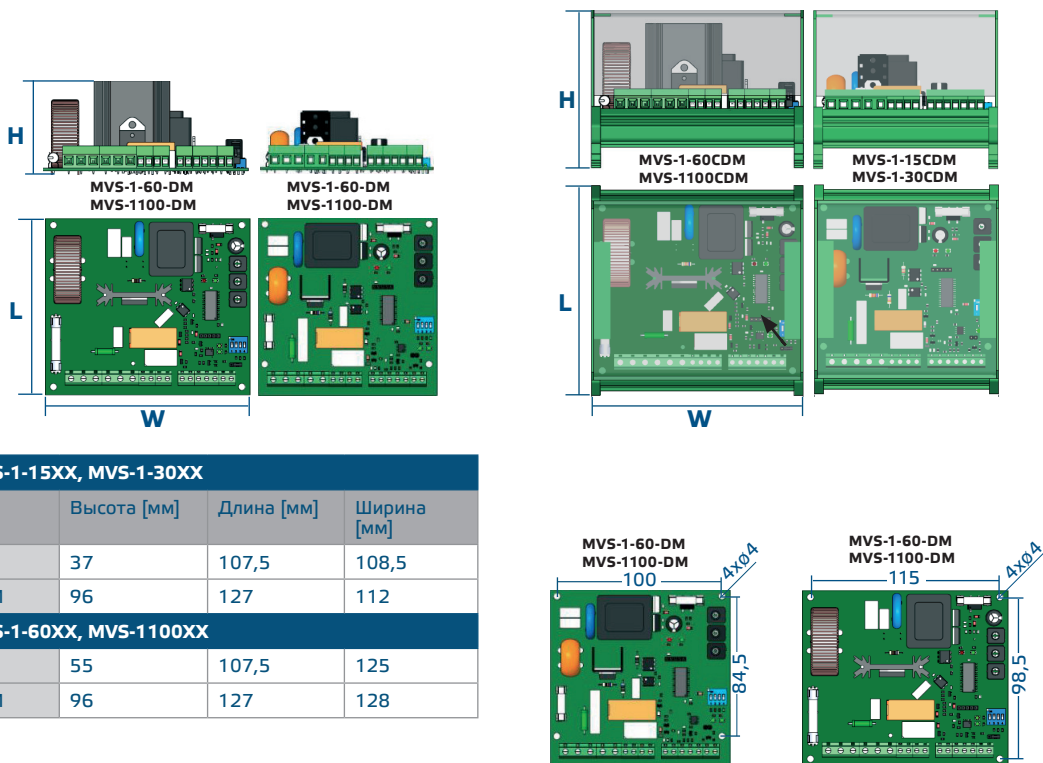 H
MVS-1-60-DM
MVS-1100-DM
MVS-1-60-DM
MVS-1100-DM
L
W
H
MVS-1-60CDM
MVS-1100CDM
MVS-1-15CDM
MVS-1-30CDM
L
W
S-1-15XX, MVS-1-30XX
Высота [мм] Длина [мм] Ширина
[мм]
37 107,5 108,5
96 127 112
S-1-60XX, MVS-1100XX
55 107,5 125
96 127 128
MVS-1-60-DM
MVS-1100-DM
100
4xø4
84,5
MVS-1-60-DM
MVS-1100-DM
115
4xø4
98,5